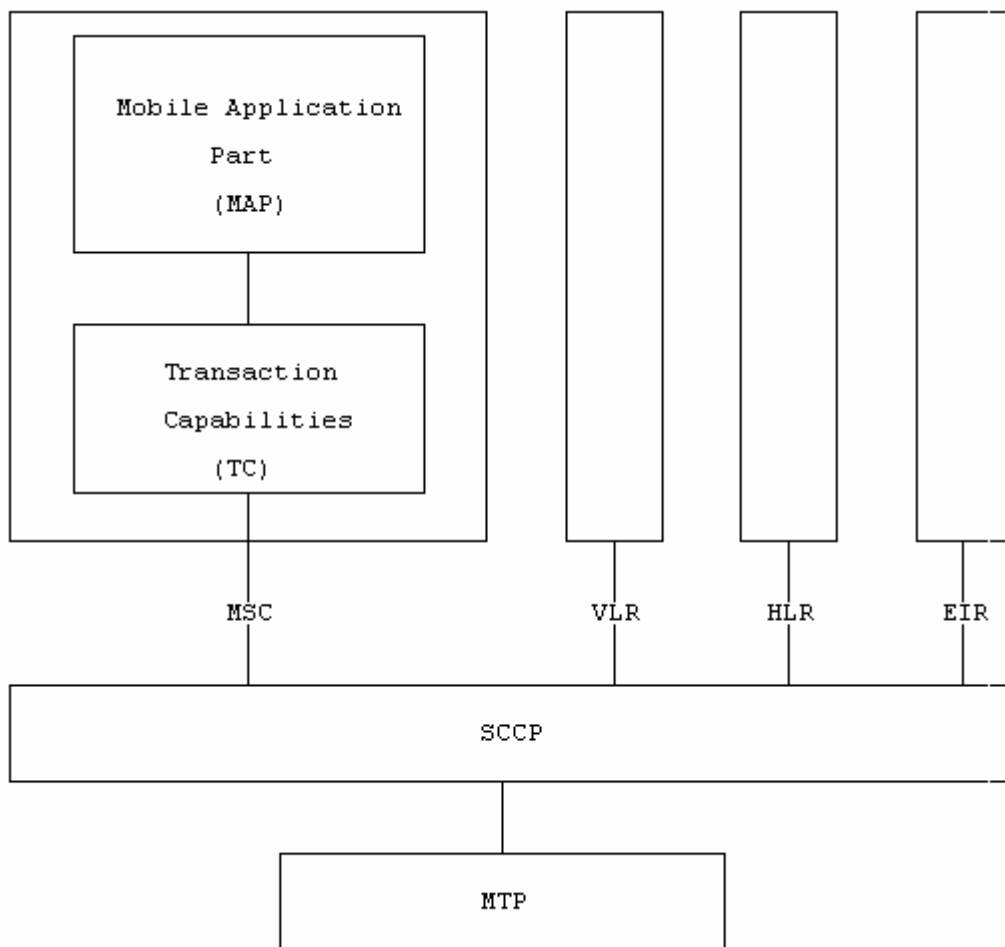 Mobile Application
Part
(MAP)
Transaction
Capabilities
(TC)
MSC
VLR
HLR
EIR
SCCP
MTP